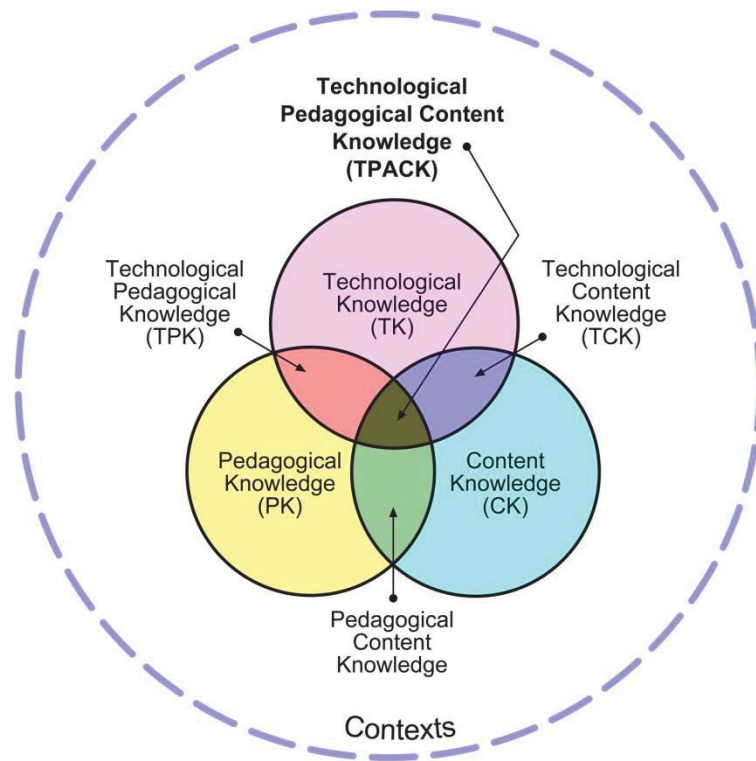 Technological
Pedagogical Content
Knowledge
(TPACK)
Technological
Pedagogical
Knowledge
(TPK)
Technological
Knowledge
(TK)
Technological
Content
Knowledge
(TCK)
Pedagogical
Knowledge
(PK)
Content
Knowledge
(CK)
Pedagogical
Content
Knowledge
Contexts